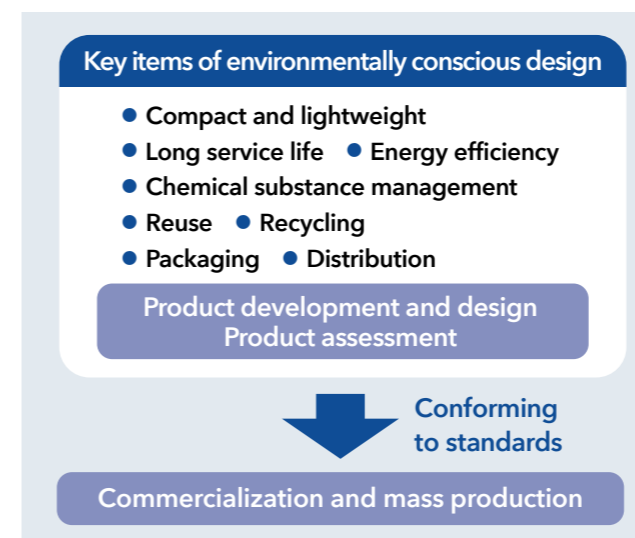 Key items of environmentally conscious design
● Compact and lightweight
● Long service life ● Energy efficiency
● Chemical substance management
● Reuse ● Recycling
● Packaging ● Distribution
Product development and design
Product assessment
Conforming
to standards
Commercialization and mass production